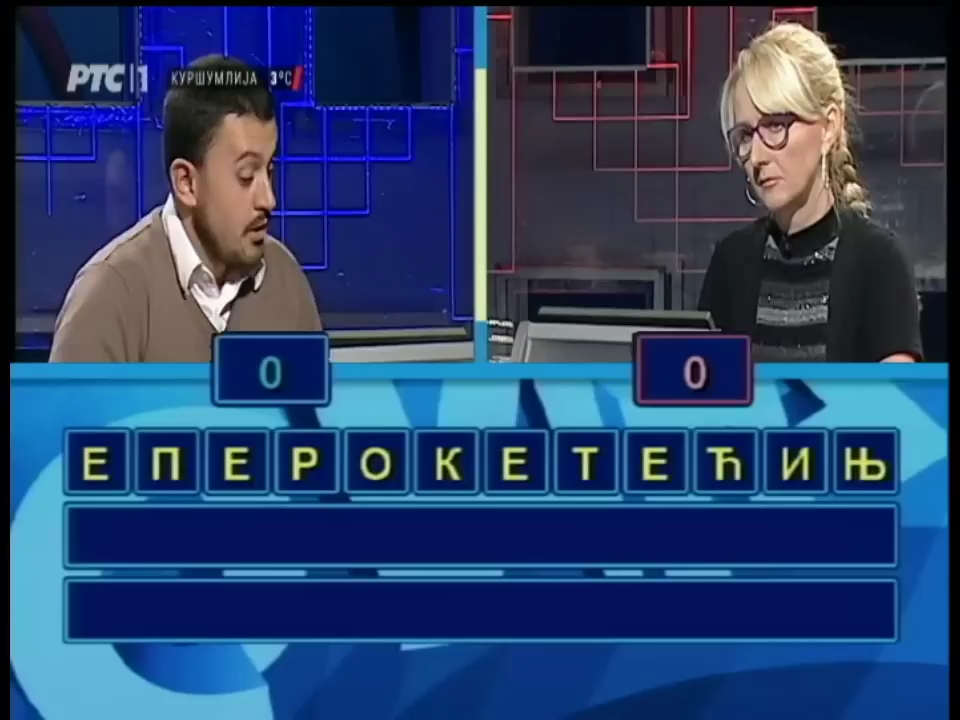 РТС 1 КУРШУМЛИЈА 3°C
0 0
Е П Е Р О К Е Т Е Ћ И Њ